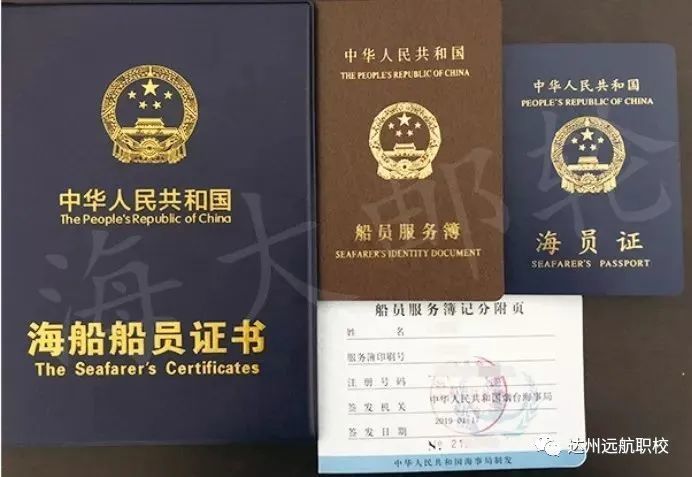 中华人民共和国
The People's Republic of China
海船船员证书
The Seafarer's Certificates
中华人民共和国
THE PEOPLE'S REPUBLIC OF CHINA
船员服务簿
SEAFARER'S IDENTITY DOCUMENT
中华人民共和国
PEOPLE'S REPUBLIC OF CHINA
海员证
SEAFARER'S PASSPORT
船员服务簿记分附页
姓名
服务簿印刷号
注册号码
签发机关 中华人民共和国烟台海事局
签发日期 2019-01-17
№ 21
中华人民共和国海事局制发
海大邮轮
达州远航职校